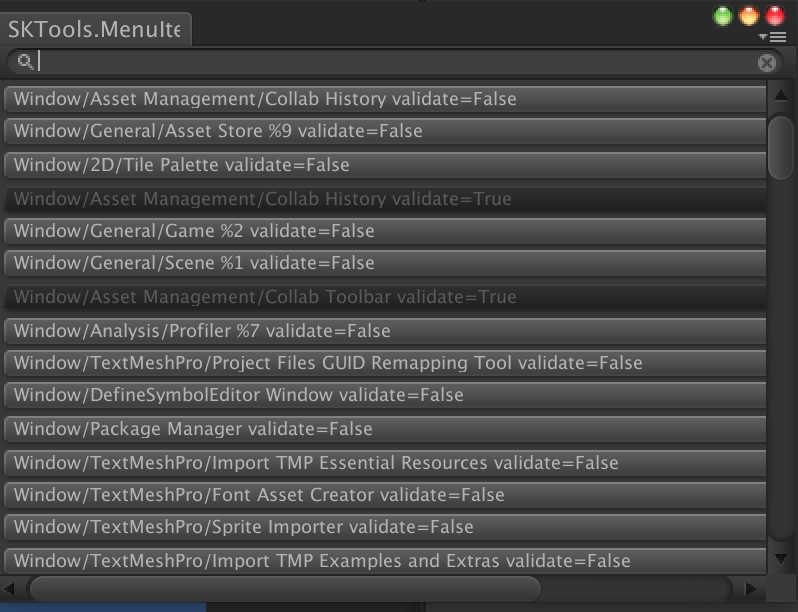 SKTools.MenuIte
Window/Asset Management/Collab History validate=False
Window/General/Asset Store %9 validate=False
Window/2D/Tile Palette validate=False
Window/Asset Management/Collab History validate=True
Window/General/Game %2 validate=False
Window/General/Scene %1 validate=False
Window/Asset Management/Collab Toolbar validate=True
Window/Analysis/Profiler %7 validate=False
Window/TextMeshPro/Project Files GUID Remapping Tool validate=False
Window/DefineSymbolEditor Window validate=False
Window/Package Manager validate=False
Window/TextMeshPro/Import TMP Essential Resources validate=False
Window/TextMeshPro/Font Asset Creator validate=False
Window/TextMeshPro/Sprite Importer validate=False
Window/TextMeshPro/Import TMP Examples and Extras validate=False